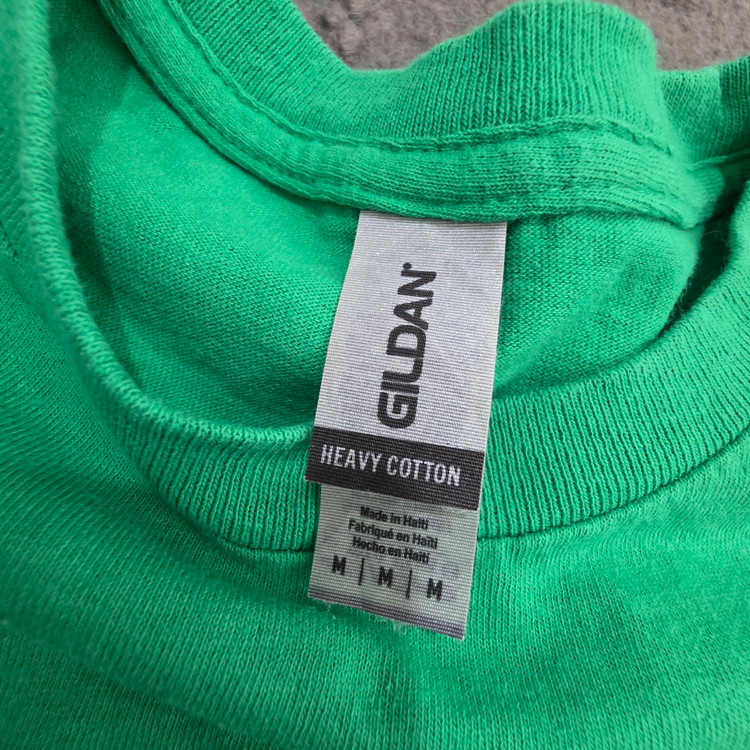 GILDAN®
HEAVY COTTON
Made in Haiti
Fabriqué en Haïti
Hecho en Haití
M | M | M